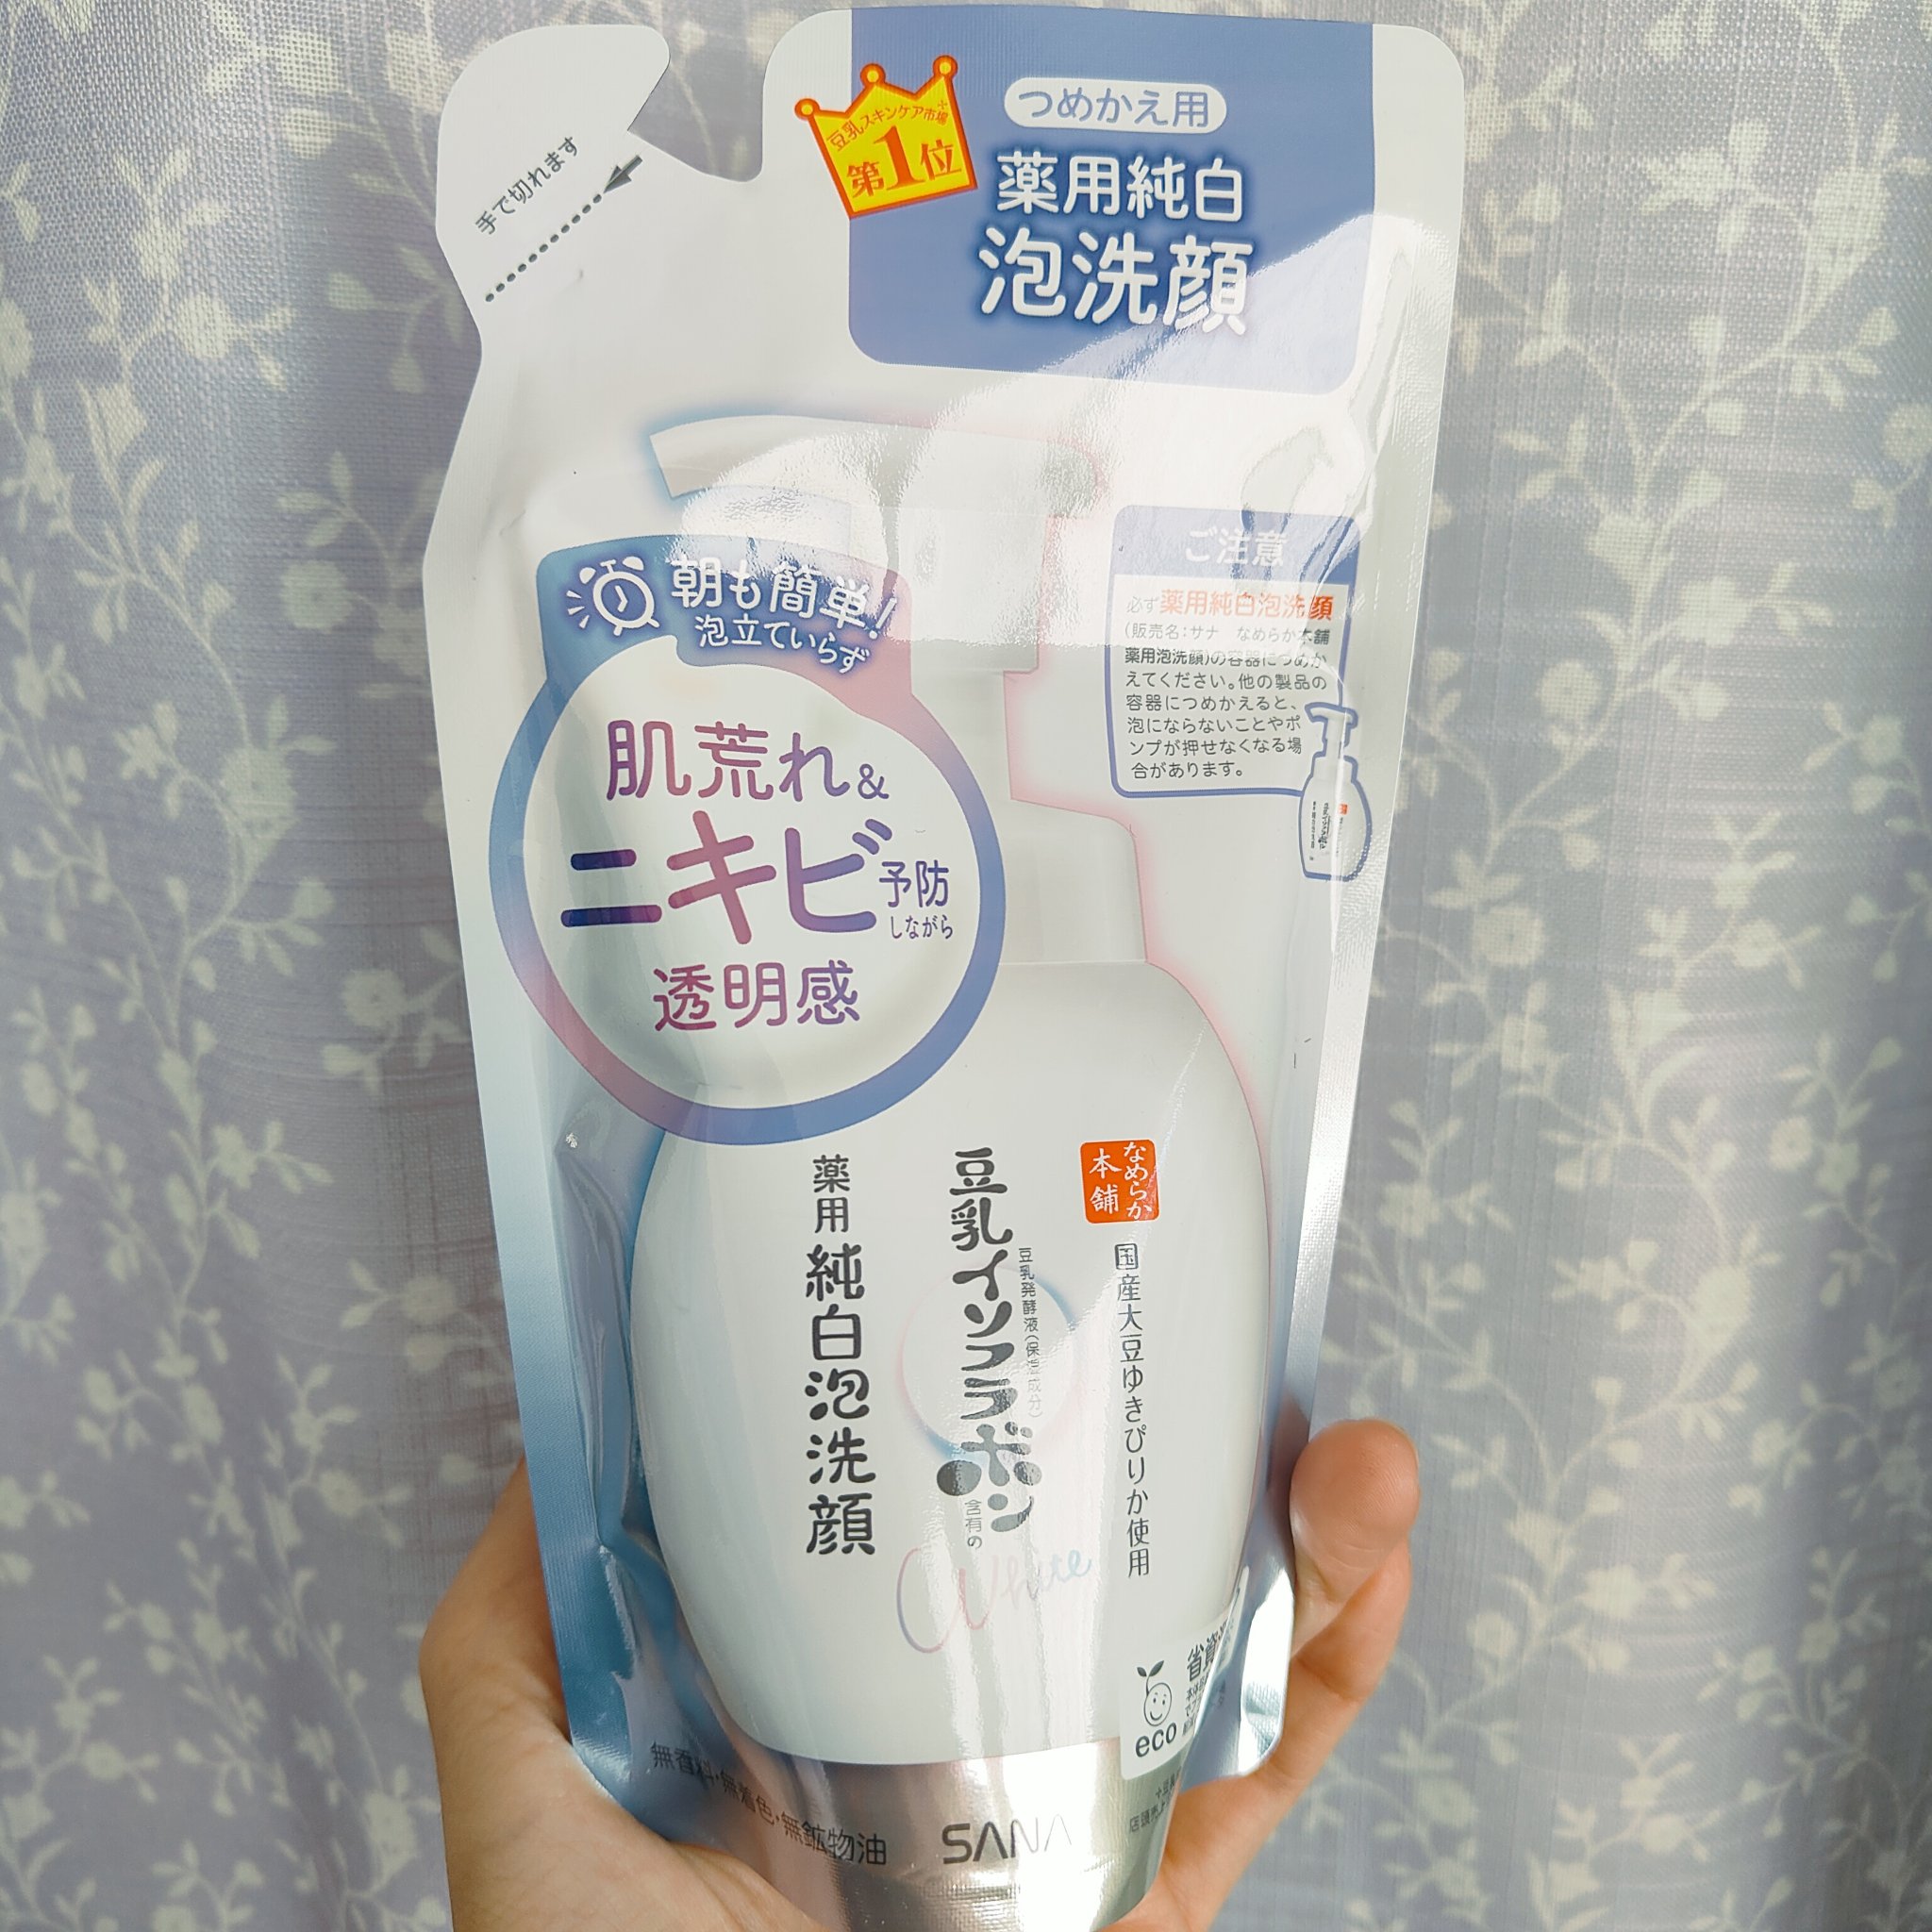 手で切れます
豆乳スキンケア市場※
第1位
つめかえ用
薬用純白
泡洗顔
朝も簡単!
泡立ていらず
肌荒れ&
ニキビ予防
しながら
透明感
ご注意
必ず薬用純白泡洗顔
(販売名:サナ なめらか本舗
薬用泡洗顔)の容器につめか
えてください。他の製品の
容器につめかえると、
泡にならないことやポ
ンプが押せなくなる場
合があります。
なめらか
本舗
国産大豆ゆきぴりか使用
豆乳発酵液(保湿成分)
豆乳イソフラボン
含有の
White
薬用 純白泡洗顔
省資
eco
無香料・無着色・無鉱物油
SANA